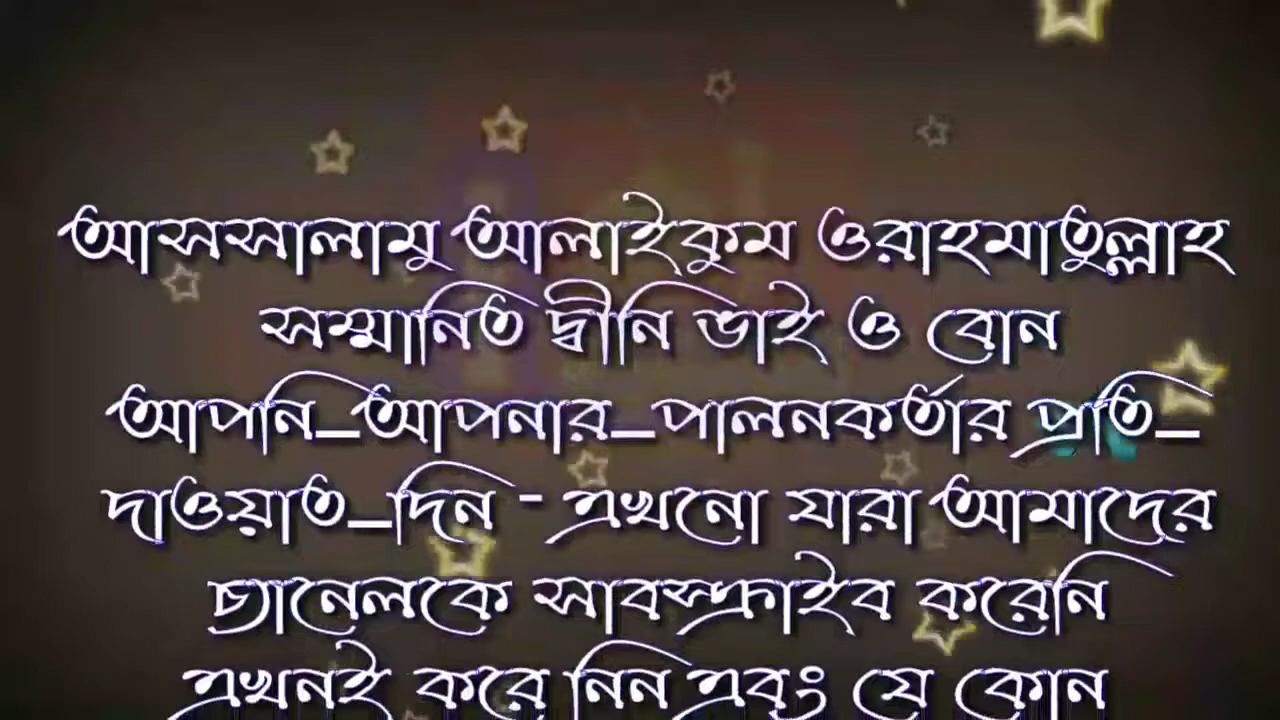 আসসালামু আলাইকুম ওরাহমাতুল্লাহ
সম্মানিত দ্বীনি ভাই ও বোন
আপনি_আপনার_পালনকর্তার প্রতি_
দাওয়াত_দিন - এখনো যারা আমাদের
চ্যানেলকে সাবস্ক্রাইব করেনি
এখনই করে নিন এবং যে কোন